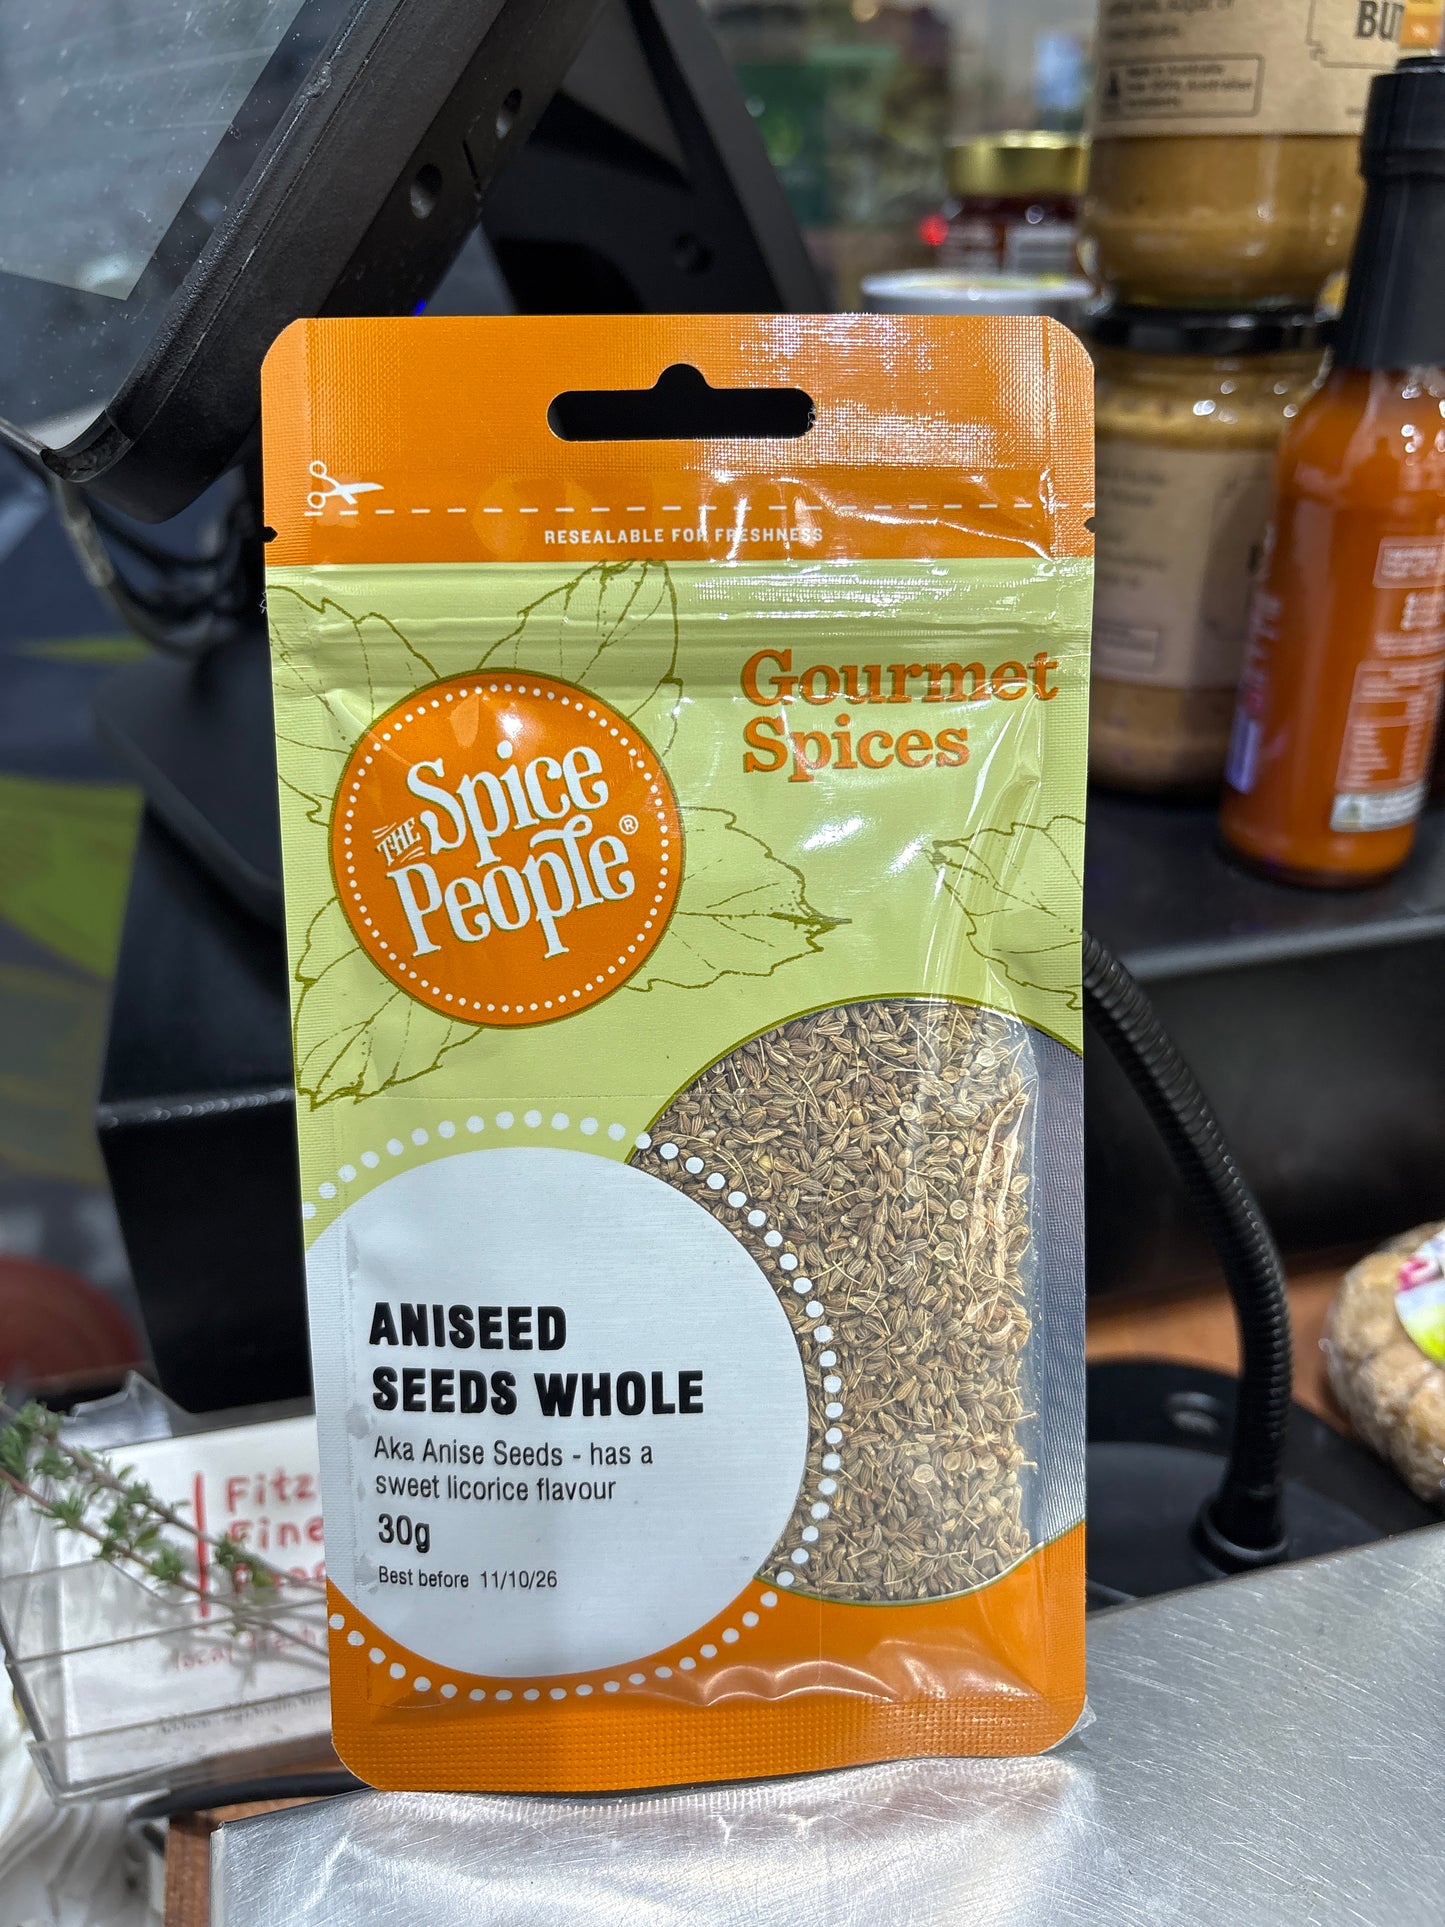 RESEALABLE FOR FRESHNESS
Gourmet
Spices
THE Spice
People®
ANISEED
SEEDS WHOLE
Aka Anise Seeds - has a
sweet licorice flavour
30g
Best before 11/10/26
Fine